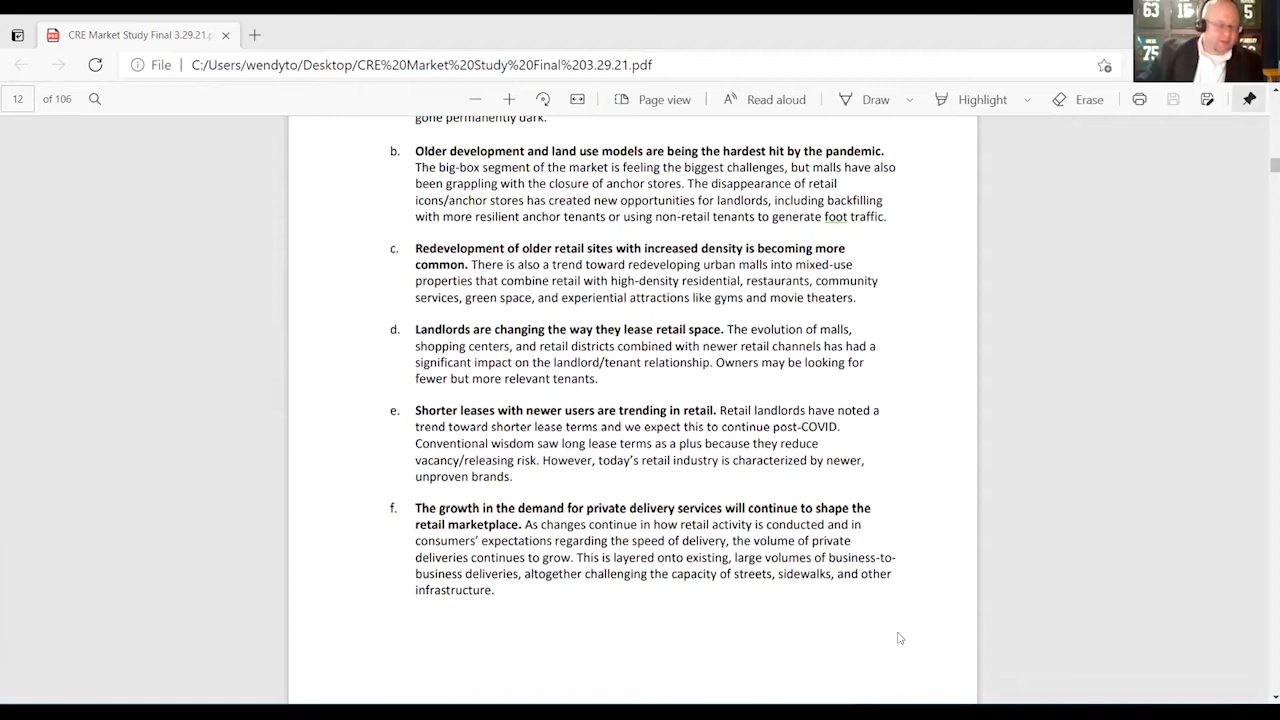 63 15 5
75
CRE Market Study Final 3.29.21.p
File C:/Users/wendyto/Desktop/CRE%20Market%20Study%20Final%203.29.21.pdf
12 of 106 Page view Read aloud Draw Highlight Erase
gone permanently dark.
b. Older development and land use models are being the hardest hit by the pandemic.
The big-box segment of the market is feeling the biggest challenges, but malls have also
been grappling with the closure of anchor stores. The disappearance of retail
icons/anchor stores has created new opportunities for landlords, including backfilling
with more resilient anchor tenants or using non-retail tenants to generate foot traffic.
c. Redevelopment of older retail sites with increased density is becoming more
common. There is also a trend toward redeveloping urban malls into mixed-use
properties that combine retail with high-density residential, restaurants, community
services, green space, and experiential attractions like gyms and movie theaters.
d. Landlords are changing the way they lease retail space. The evolution of malls,
shopping centers, and retail districts combined with newer retail channels has had a
significant impact on the landlord/tenant relationship. Owners may be looking for
fewer but more relevant tenants.
e. Shorter leases with newer users are trending in retail. Retail landlords have noted a
trend toward shorter lease terms and we expect this to continue post-COVID.
Conventional wisdom saw long lease terms as a plus because they reduce
vacancy/releasing risk. However, today's retail industry is characterized by newer,
unproven brands.
f. The growth in the demand for private delivery services will continue to shape the
retail marketplace. As changes continue in how retail activity is conducted and in
consumers' expectations regarding the speed of delivery, the volume of private
deliveries continues to grow. This is layered onto existing, large volumes of business-to-
business deliveries, altogether challenging the capacity of streets, sidewalks, and other
infrastructure.